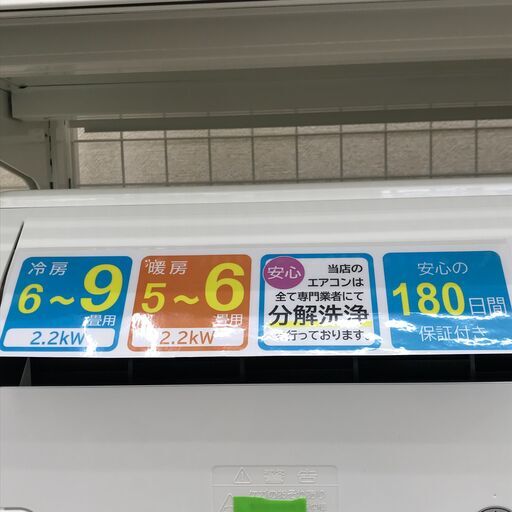 冷房
6～9畳用
2.2kW
暖房
5～6畳用
2.2kW
安心
当店の
エアコンは
全て専門業者にて
分解洗浄
を行っております。
安心の
180日間
保証付き
警告